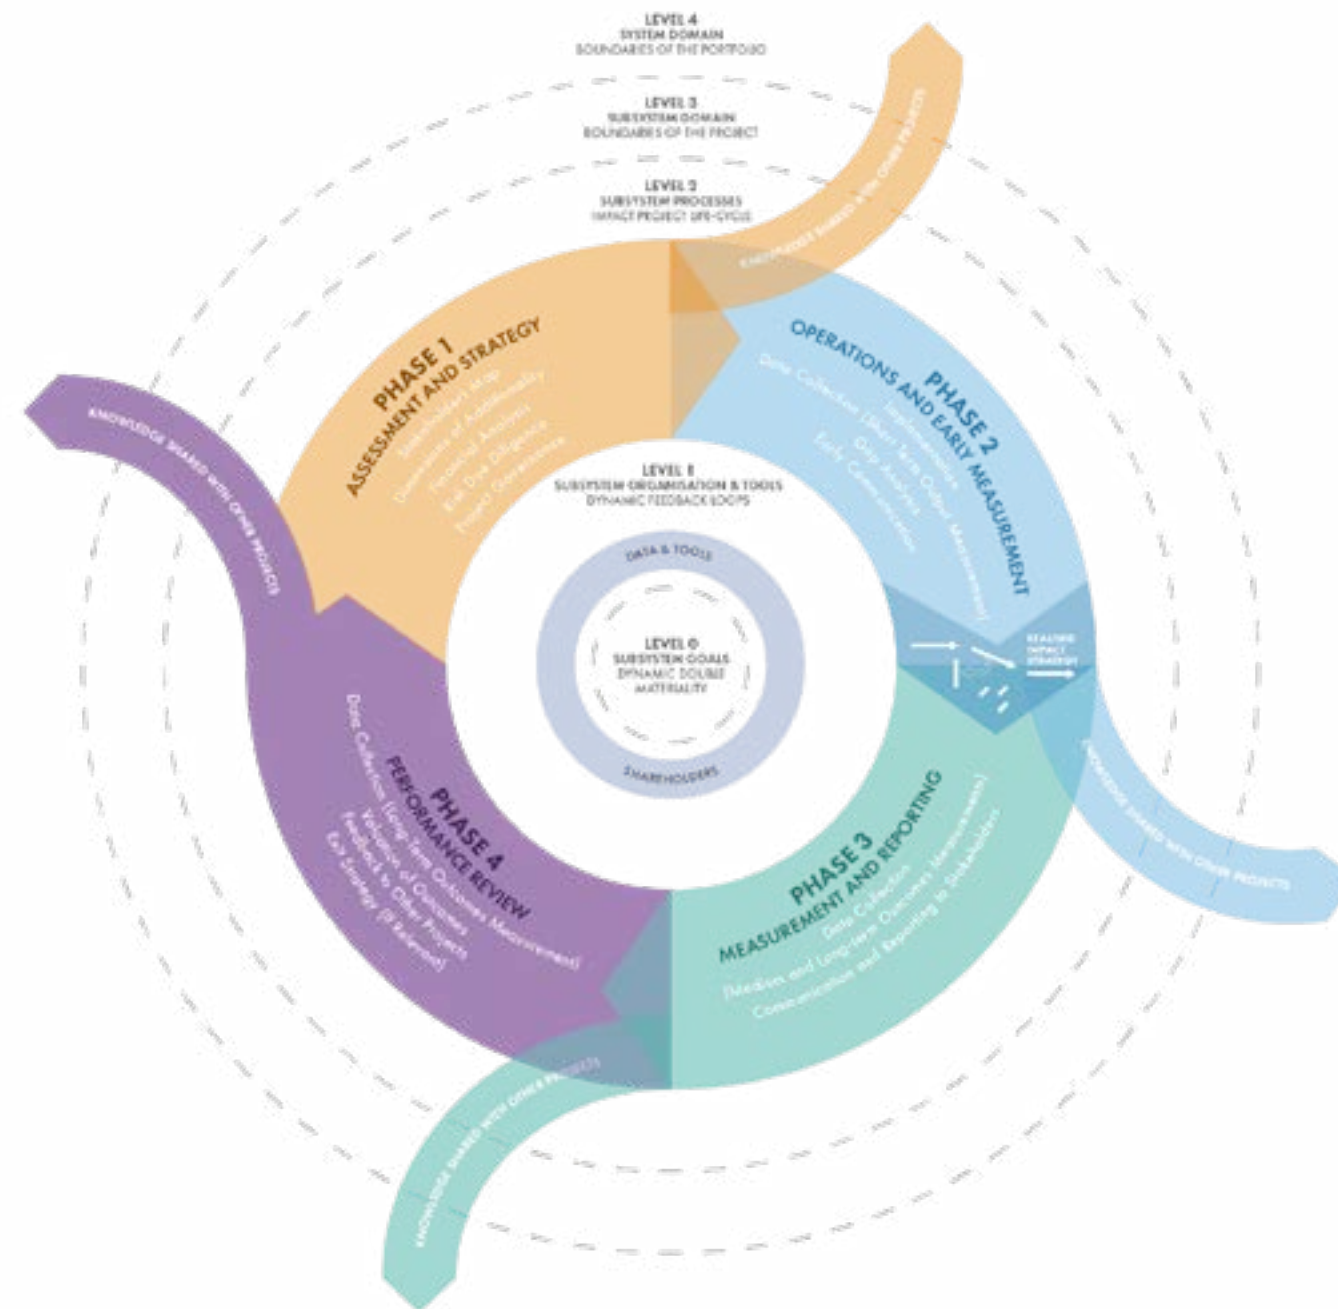 LEVEL 4
SYSTEM DOMAIN
BOUNDARIES OF THE PORTFOLIO
LEVEL 3
SUBSYSTEM DOMAIN
BOUNDARIES OF THE PROJECT
LEVEL 2
SUBSYSTEM PROCESSES
IMPACT PROJECT LIFE-CYCLE
KNOWLEDGE SHARED WITH OTHER PROJECTS
PHASE 1
ASSESSMENT AND STRATEGY
Stakeholders Map
Dimensions of Additionality
Financial Analysis
Risk Due Diligence
Project Governance
PHASE 2
OPERATIONS AND EARLY MEASUREMENT
Implementation
Data Collection (Short Term Output Measurement)
Gap Analysis
Early Communication
REALISED
IMPACT
STRATEGY
KNOWLEDGE SHARED WITH OTHER PROJECTS
LEVEL 1
SUBSYSTEM ORGANISATION & TOOLS
DYNAMIC FEEDBACK LOOPS
DATA & TOOLS
LEVEL 0
SUBSYSTEM GOALS
DYNAMIC DOUBLE
MATERIALITY
SHAREHOLDERS
PHASE 3
MEASUREMENT AND REPORTING
Data Collection
(Medium and Long-term Outcomes Measurement)
Communication and Reporting to Stakeholders
KNOWLEDGE SHARED WITH OTHER PROJECTS
PHASE 4
PERFORMANCE REVIEW
Data Collection (Long-Term Outcomes Measurement)
Valuation of Outcomes
Feedback to Other Projects
Exit Strategy (If Relevant)
KNOWLEDGE SHARED WITH OTHER PROJECTS